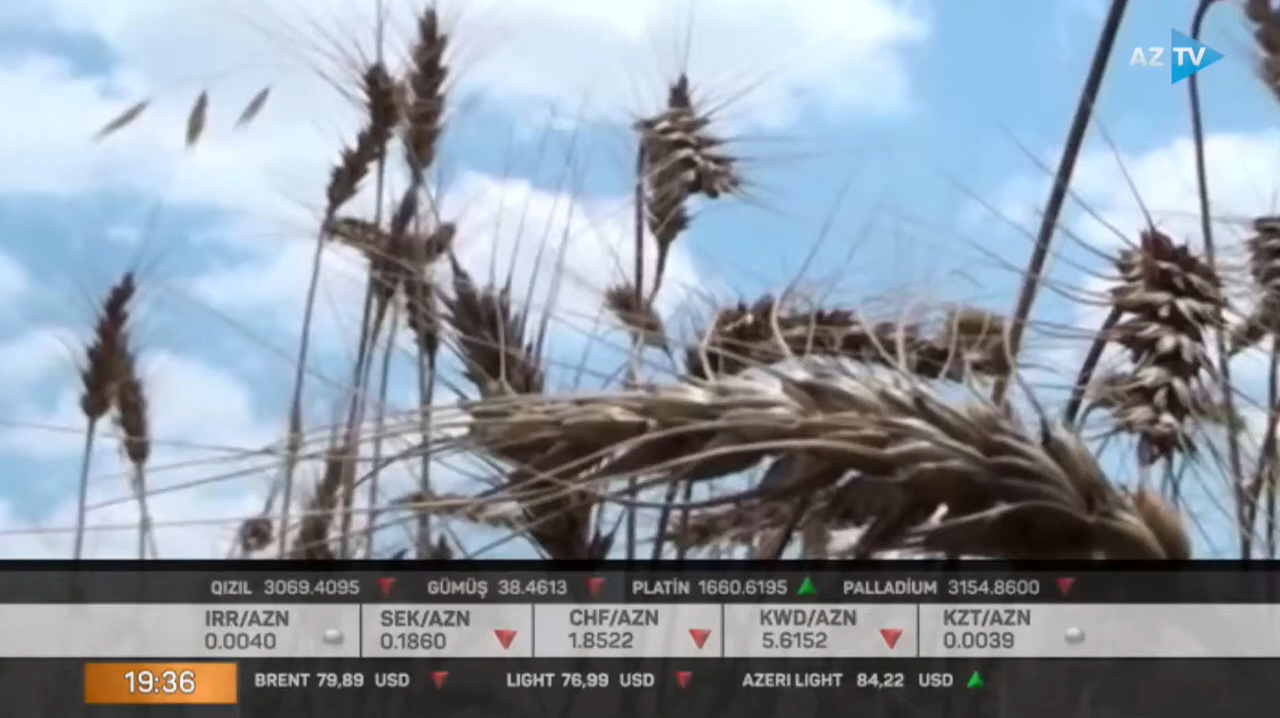 AZ TV
QIZIL 3069.4095 GÜMÜŞ 38.4613 PLATİN 1660.6195 PALLADİUM 3154.8600
IRR/AZN SEK/AZN CHF/AZN KWD/AZN KZT/AZN
0.0040 0.1860 1.8522 5.6152 0.0039
19:36 BRENT 79,89 USD LIGHT 76,99 USD AZERI LIGHT 84,22 USD